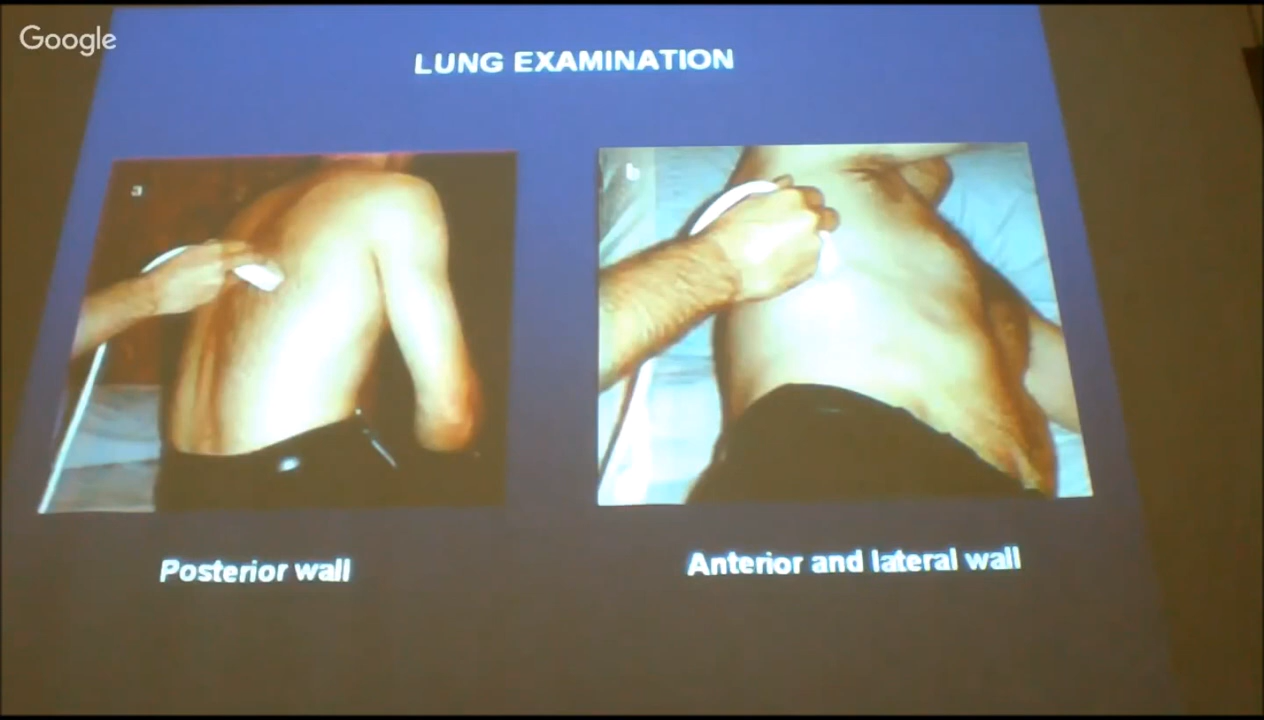 Google
LUNG EXAMINATION
a
b
Posterior wall
Anterior and lateral wall